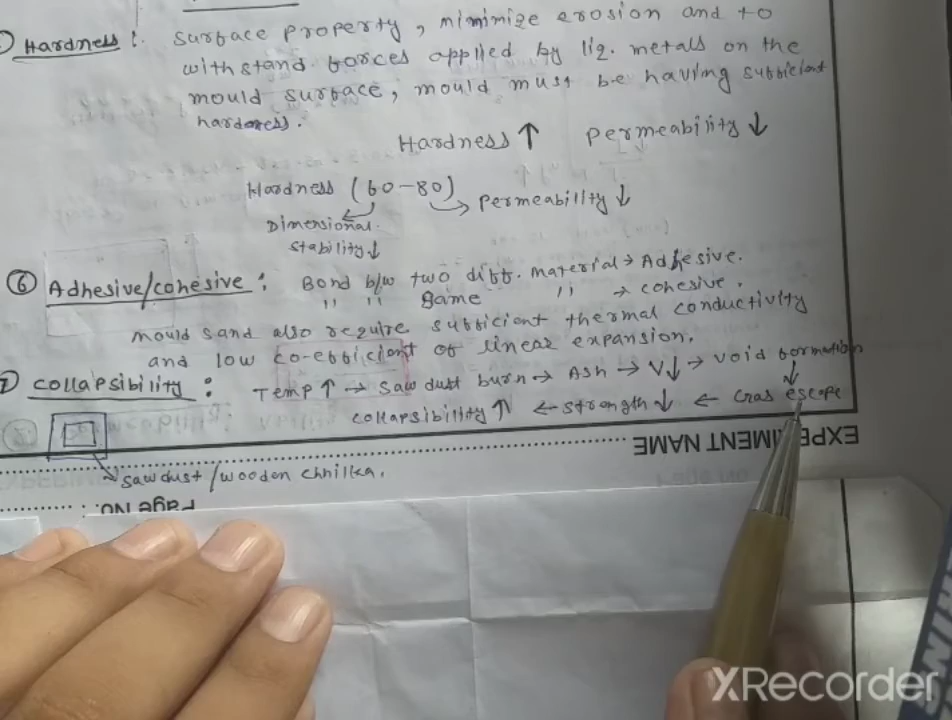 Hardness :. Surface property, minimize erosion and to
withstand forces applied by liq. metals on the
mould surface, mould must be having sufficient
hardness.
Hardness ↑ Permeability ↓
Hardness (60-80) → Permeability ↓
Dimensional
Stability ↓
⑥ Adhesive/cohesive : Bond b/w two diff. material → Adhesive.
" " Same " → cohesive.
mould sand also require sufficient thermal conductivity
and low co-efficient of linear expansion.
Collapsibility : Temp ↑ → Saw dust burn → Ash → V↓ → Void formation
↓
Collapsibility ↑ ← Strength ↓ ← Gas escape
EXPERIMENT NAME
Sawdust/wooden chhilka.
Page No. :
XRecorder